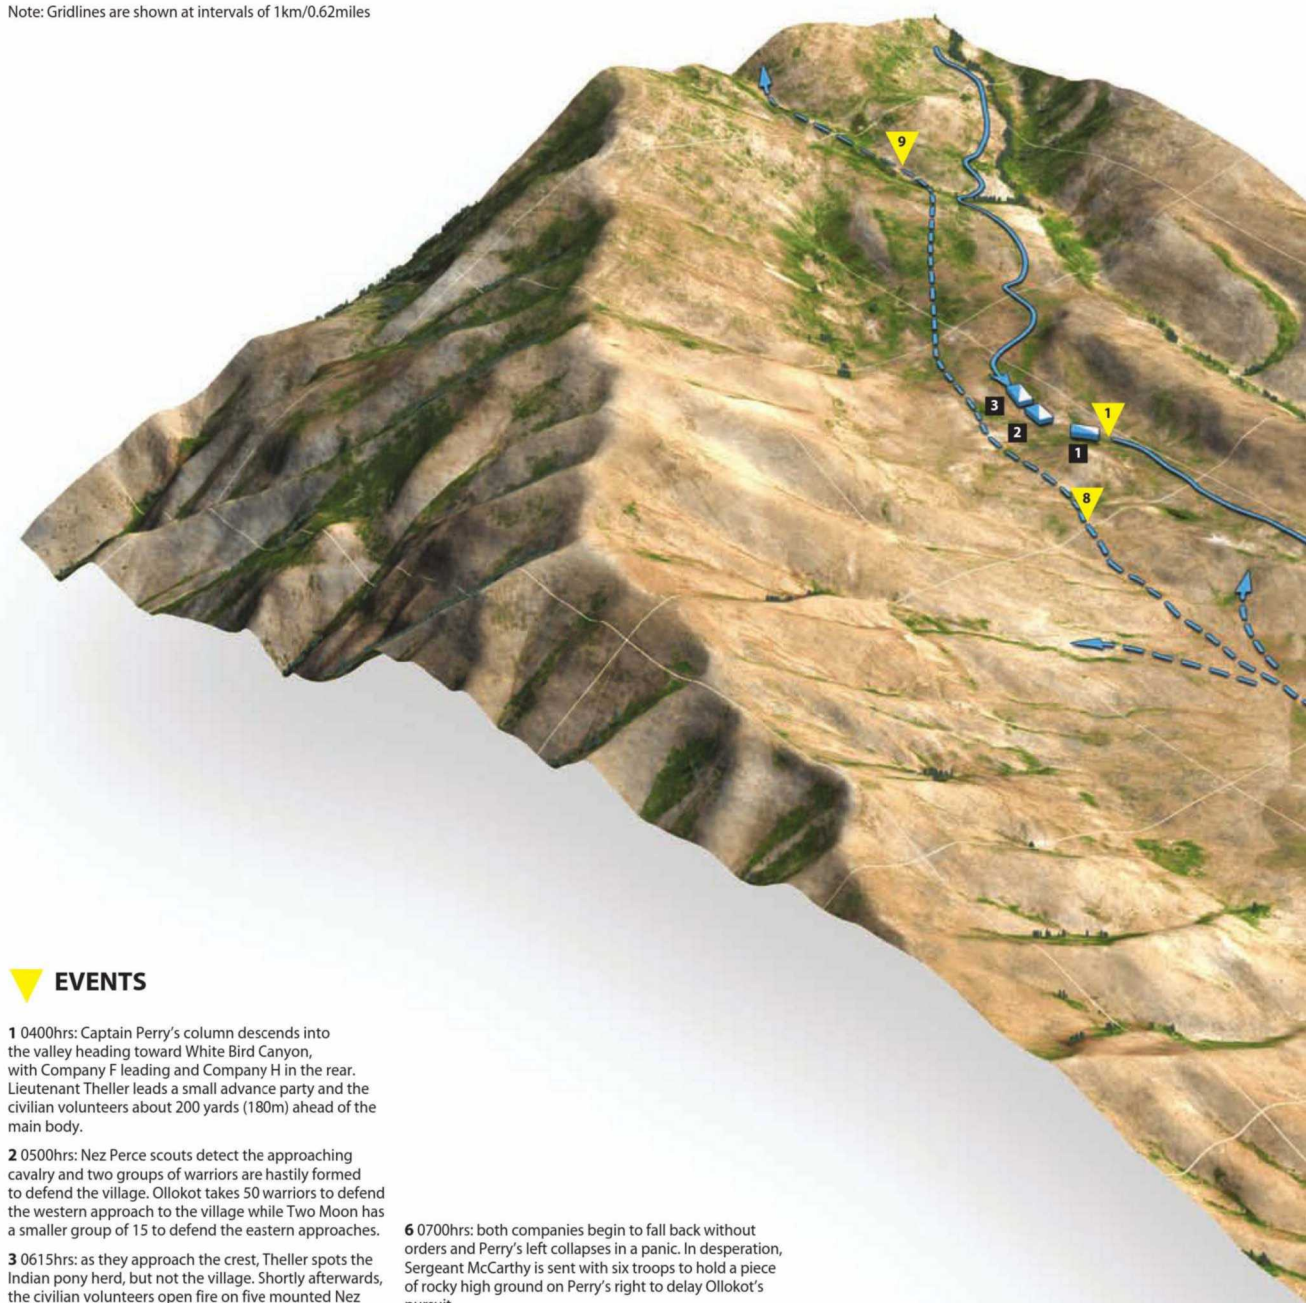 Note: Gridlines are shown at intervals of 1km/0.62miles
9
3
2
1
1
8
EVENTS
1 0400hrs: Captain Perry's column descends into
the valley heading toward White Bird Canyon,
with Company F leading and Company H in the rear.
Lieutenant Theller leads a small advance party and the
civilian volunteers about 200 yards (180m) ahead of the
main body.
2 0500hrs: Nez Perce scouts detect the approaching
cavalry and two groups of warriors are hastily formed
to defend the village. Ollokot takes 50 warriors to defend
the western approach to the village while Two Moon has
a smaller group of 15 to defend the eastern approaches.
3 0615hrs: as they approach the crest, Theller spots the
Indian pony herd, but not the village. Shortly afterwards,
the civilian volunteers open fire on five mounted Nez
6 0700hrs: both companies begin to fall back without
orders and Perry's left collapses in a panic. In desperation,
Sergeant McCarthy is sent with six troops to hold a piece
of rocky high ground on Perry's right to delay Ollokot's